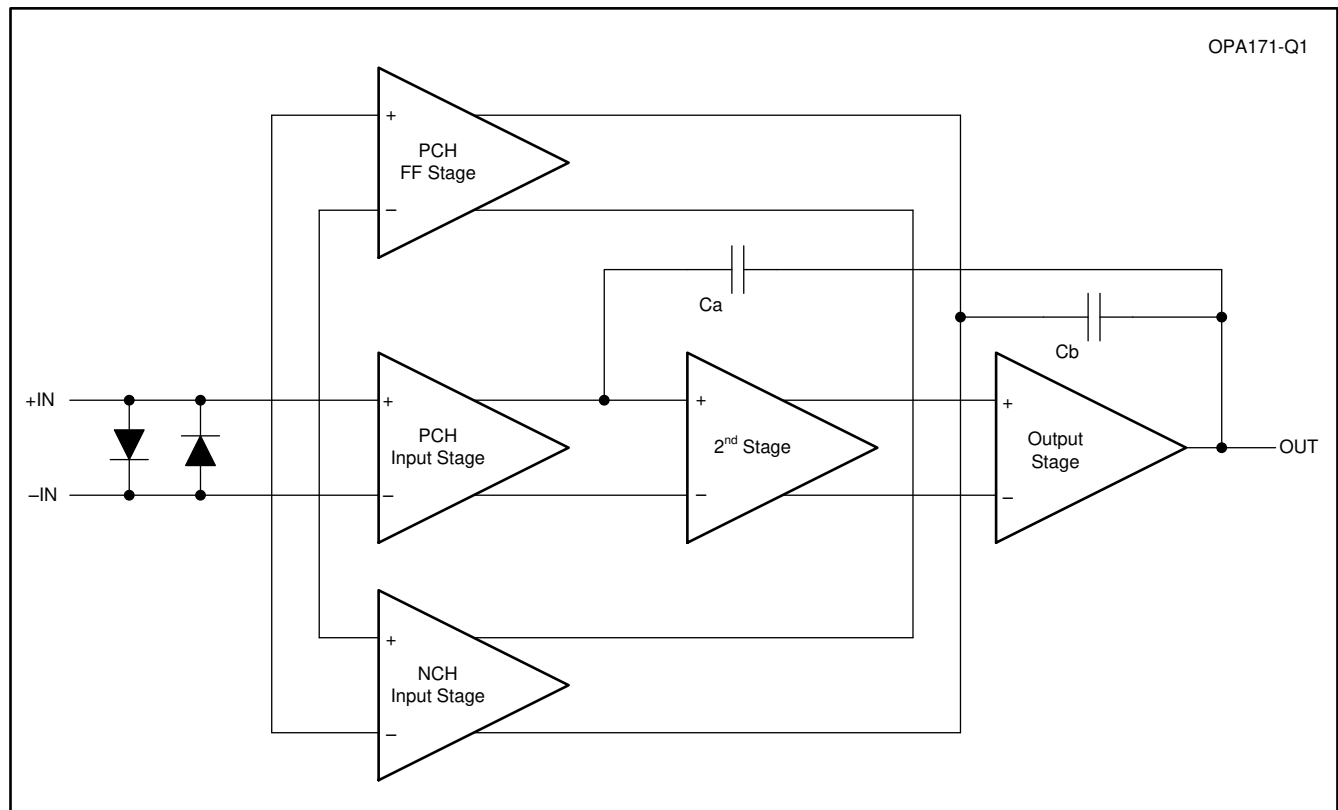 OPA171-Q1
+
PCH
FF Stage
–
Ca
Cb
+IN
+
PCH
Input Stage
–
+
2nd Stage
–
+
Output
Stage
–
OUT
–IN
+
NCH
Input Stage
–